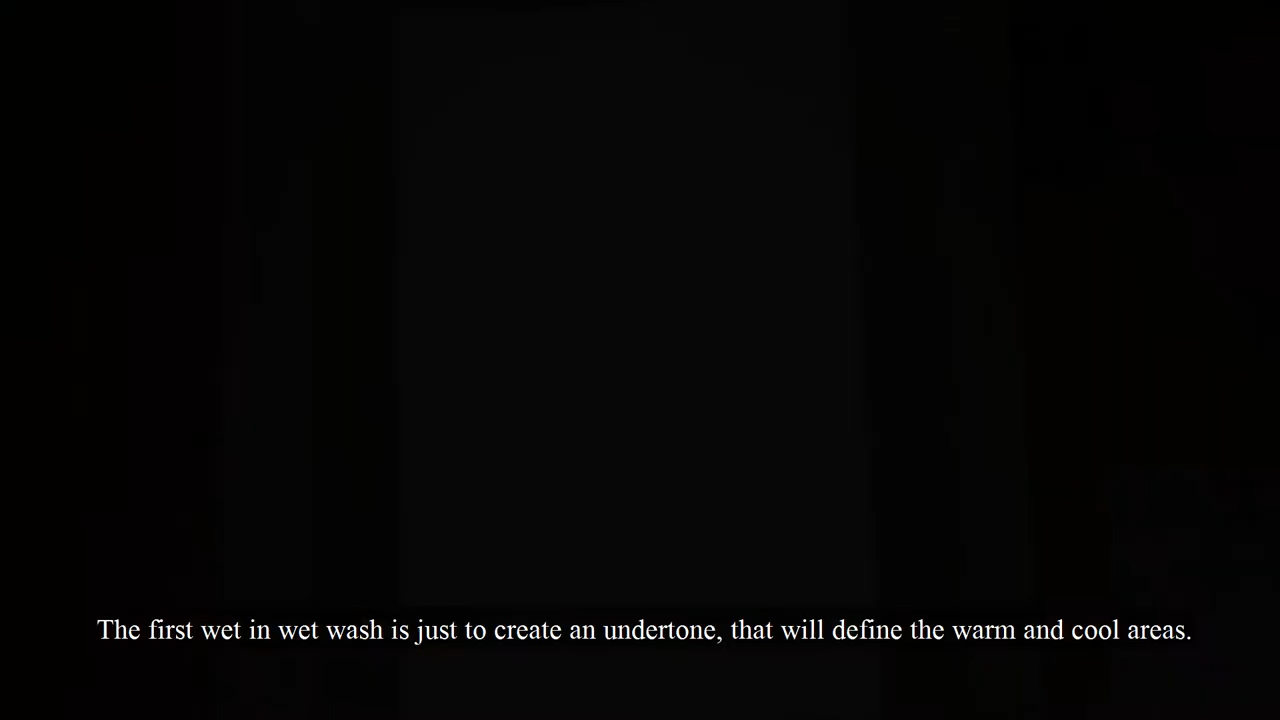 The first wet in wet wash is just to create an undertone, that will define the warm and cool areas.